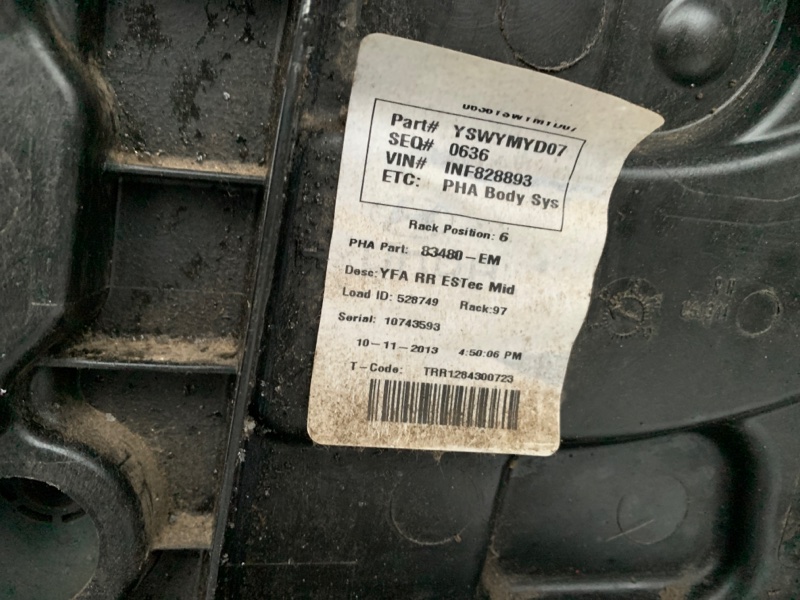 Part# YSWYMYD07
SEQ# 0636
VIN# INF828893
ETC: PHA Body Sys
Rack Position: 6
PHA Part: 83480-EM
Desc: YFA RR ESTec Mid
Load ID: 528749 Rack: 97
Serial: 10743593
10-11-2013 4:50:06 PM
T-Code: TRR1284300723